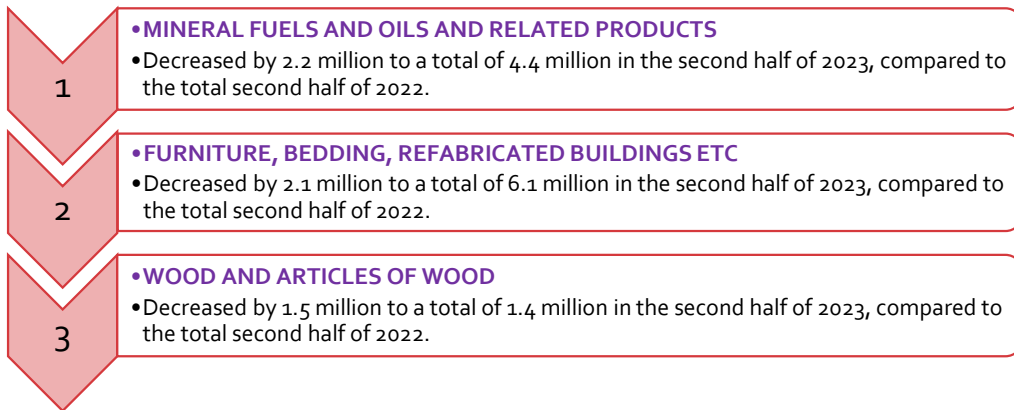 1
•MINERAL FUELS AND OILS AND RELATED PRODUCTS
•Decreased by 2.2 million to a total of 4.4 million in the second half of 2023, compared to
the total second half of 2022.
2
•FURNITURE, BEDDING, REFABRICATED BUILDINGS ETC
•Decreased by 2.1 million to a total of 6.1 million in the second half of 2023, compared to
the total second half of 2022.
3
•WOOD AND ARTICLES OF WOOD
•Decreased by 1.5 million to a total of 1.4 million in the second half of 2023, compared to
the total second half of 2022.